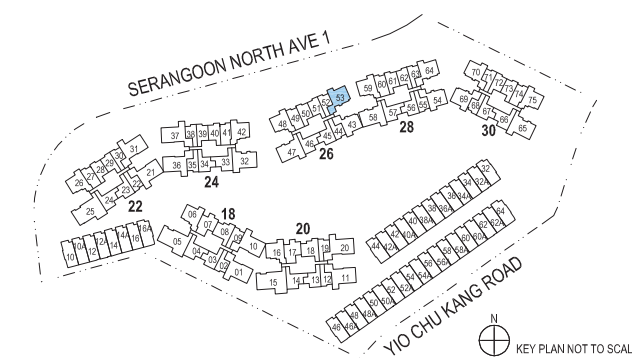 SERANGOON NORTH AVE 1
48 49 50 51 52 53
47 46 45 44 43
26
59 60 61 62 63 64
58 57 56 55 54
28
70 71 72 73 74 75
69 68 67 66 65
30
37 38 39 40 41 42
36 35 34 33 32
24
26 27 28 29 30 31
25 24 23 22 21
22
10 10A 12 12A 14 14A 16 16A
18
06 07 08 09 10
05 04 03 02 01
20
16 17 18 19 20
15 14 13 12 11
44 42A 42 40A 40 38A 38 36A 36 34A 34 32A 32
46 46A 48 48A 50 50A 52 52A 54 54A 56 56A 58 58A 60 60A 62 62A 64
YIO CHU KANG ROAD
N
KEY PLAN NOT TO SCAL